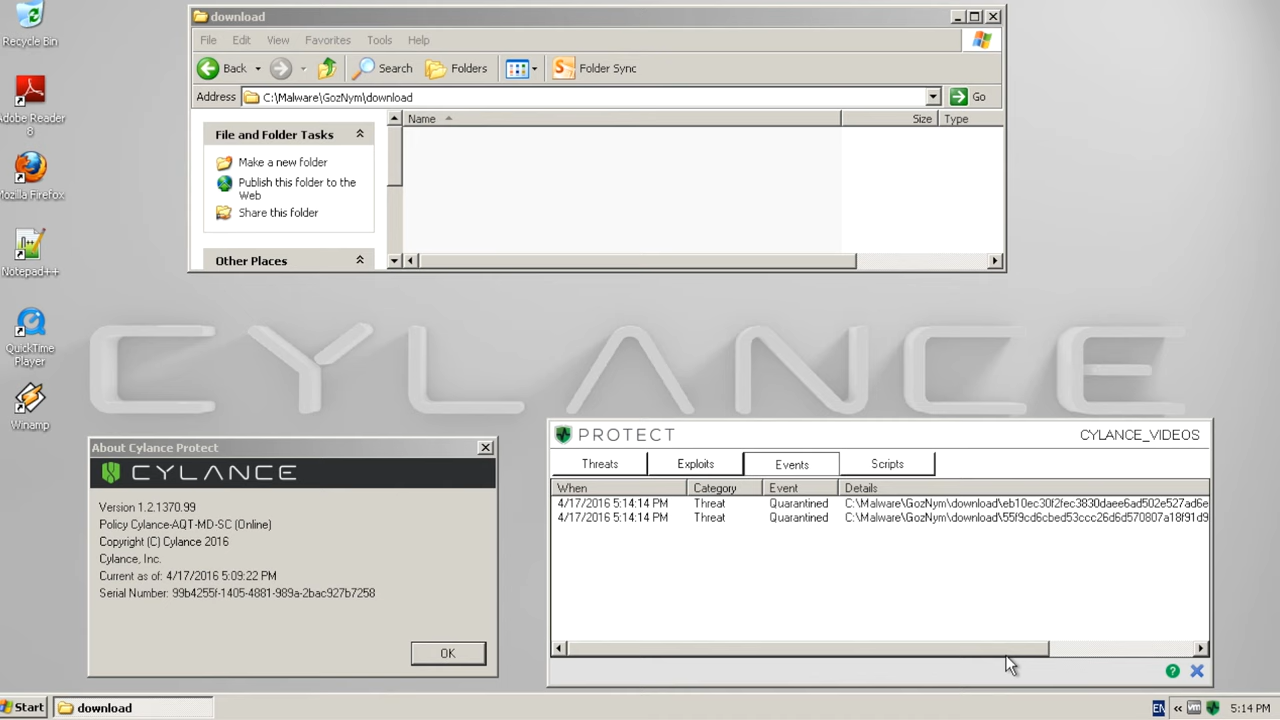 Recycle Bin
Adobe Reader
8
Mozilla Firefox
Notepad++
QuickTime
Player
Winamp
download
File Edit View Favorites Tools Help
Back Search Folders Folder Sync
Address C:\Malware\GozNym\download Go
File and Folder Tasks
Make a new folder
Publish this folder to the
Web
Share this folder
Other Places
Name Size Type
CYLANCE
About Cylance Protect
CYLANCE
Version 1.2.1370.99
Policy Cylance-AQT-MD-SC (Online)
Copyright (C) Cylance 2016
Cylance, Inc.
Current as of: 4/17/2016 5:09:22 PM
Serial Number: 99b4255f-1405-4881-989a-2bac927b7258
OK
PROTECT CYLANCE_VIDEOS
Threats Exploits Events Scripts
When Category Event Details
4/17/2016 5:14:14 PM Threat Quarantined C:\Malware\GozNym\download\eb10ec30f2fec3830daee6ad502e527ad6e
4/17/2016 5:14:14 PM Threat Quarantined C:\Malware\GozNym\download\55f9cd6cbed53ccc26d6d570807a18f91d9
Start download EN « vm 5:14 PM